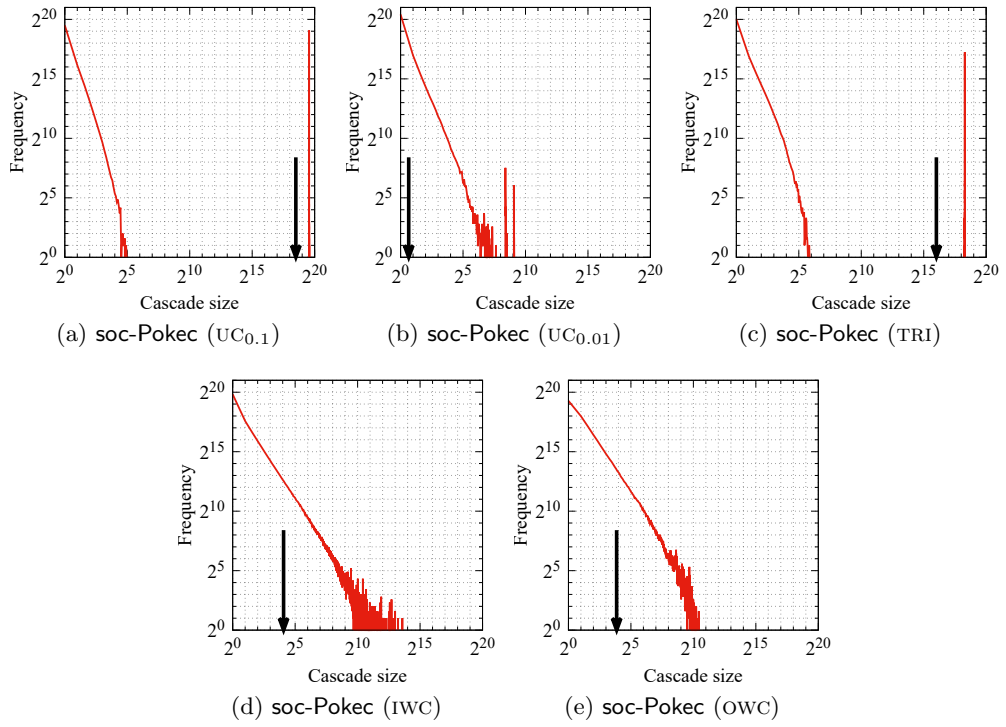 Frequency
2^20
2^15
2^10
2^5
2^0
2^0 2^5 2^10 2^15 2^20
Cascade size
(a) soc-Pokec (UC_0.1)
Frequency
2^20
2^15
2^10
2^5
2^0
2^0 2^5 2^10 2^15 2^20
Cascade size
(b) soc-Pokec (UC_0.01)
Frequency
2^20
2^15
2^10
2^5
2^0
2^0 2^5 2^10 2^15 2^20
Cascade size
(c) soc-Pokec (TRI)
Frequency
2^20
2^15
2^10
2^5
2^0
2^0 2^5 2^10 2^15 2^20
Cascade size
(d) soc-Pokec (IWC)
Frequency
2^20
2^15
2^10
2^5
2^0
2^0 2^5 2^10 2^15 2^20
Cascade size
(e) soc-Pokec (OWC)